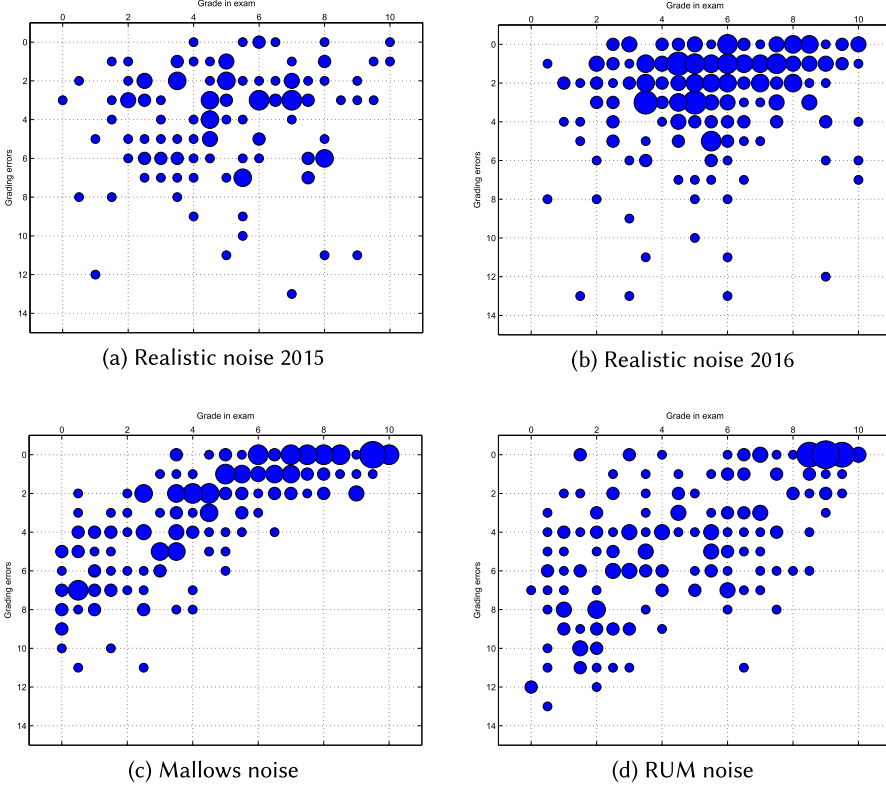 Grade in exam
0 2 4 6 8 10
Grading errors
0
2
4
6
8
10
12
14
(a) Realistic noise 2015
Grade in exam
0 2 4 6 8 10
Grading errors
0
2
4
6
8
10
12
14
(b) Realistic noise 2016
Grade in exam
0 2 4 6 8 10
Grading errors
0
2
4
6
8
10
12
14
(c) Mallows noise
Grade in exam
0 2 4 6 8 10
Grading errors
0
2
4
6
8
10
12
14
(d) RUM noise